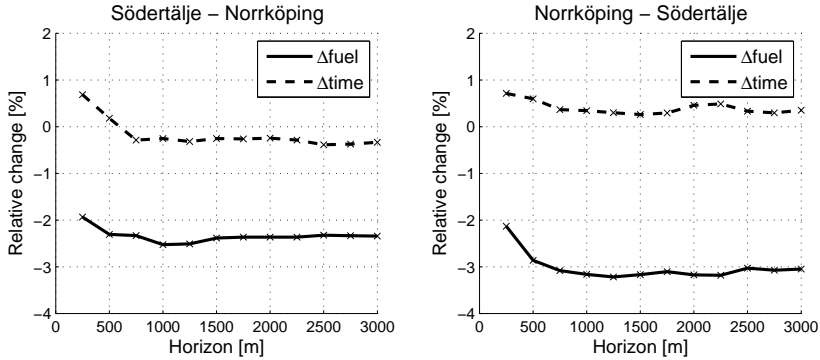 Södertälje – Norrköping
Relative change [%]
2
1
0
−1
−2
−3
−4
Δfuel
Δtime
0 500 1000 1500 2000 2500 3000
Horizon [m]
Norrköping – Södertälje
Relative change [%]
2
1
0
−1
−2
−3
−4
Δfuel
Δtime
0 500 1000 1500 2000 2500 3000
Horizon [m]